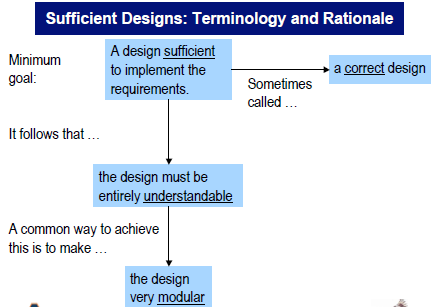 Sufficient Designs: Terminology and Rationale
Minimum
goal:
A design sufficient
to implement the
requirements.
Sometimes
called …
a correct design
It follows that …
the design must be
entirely understandable
A common way to achieve
this is to make …
the design
very modular